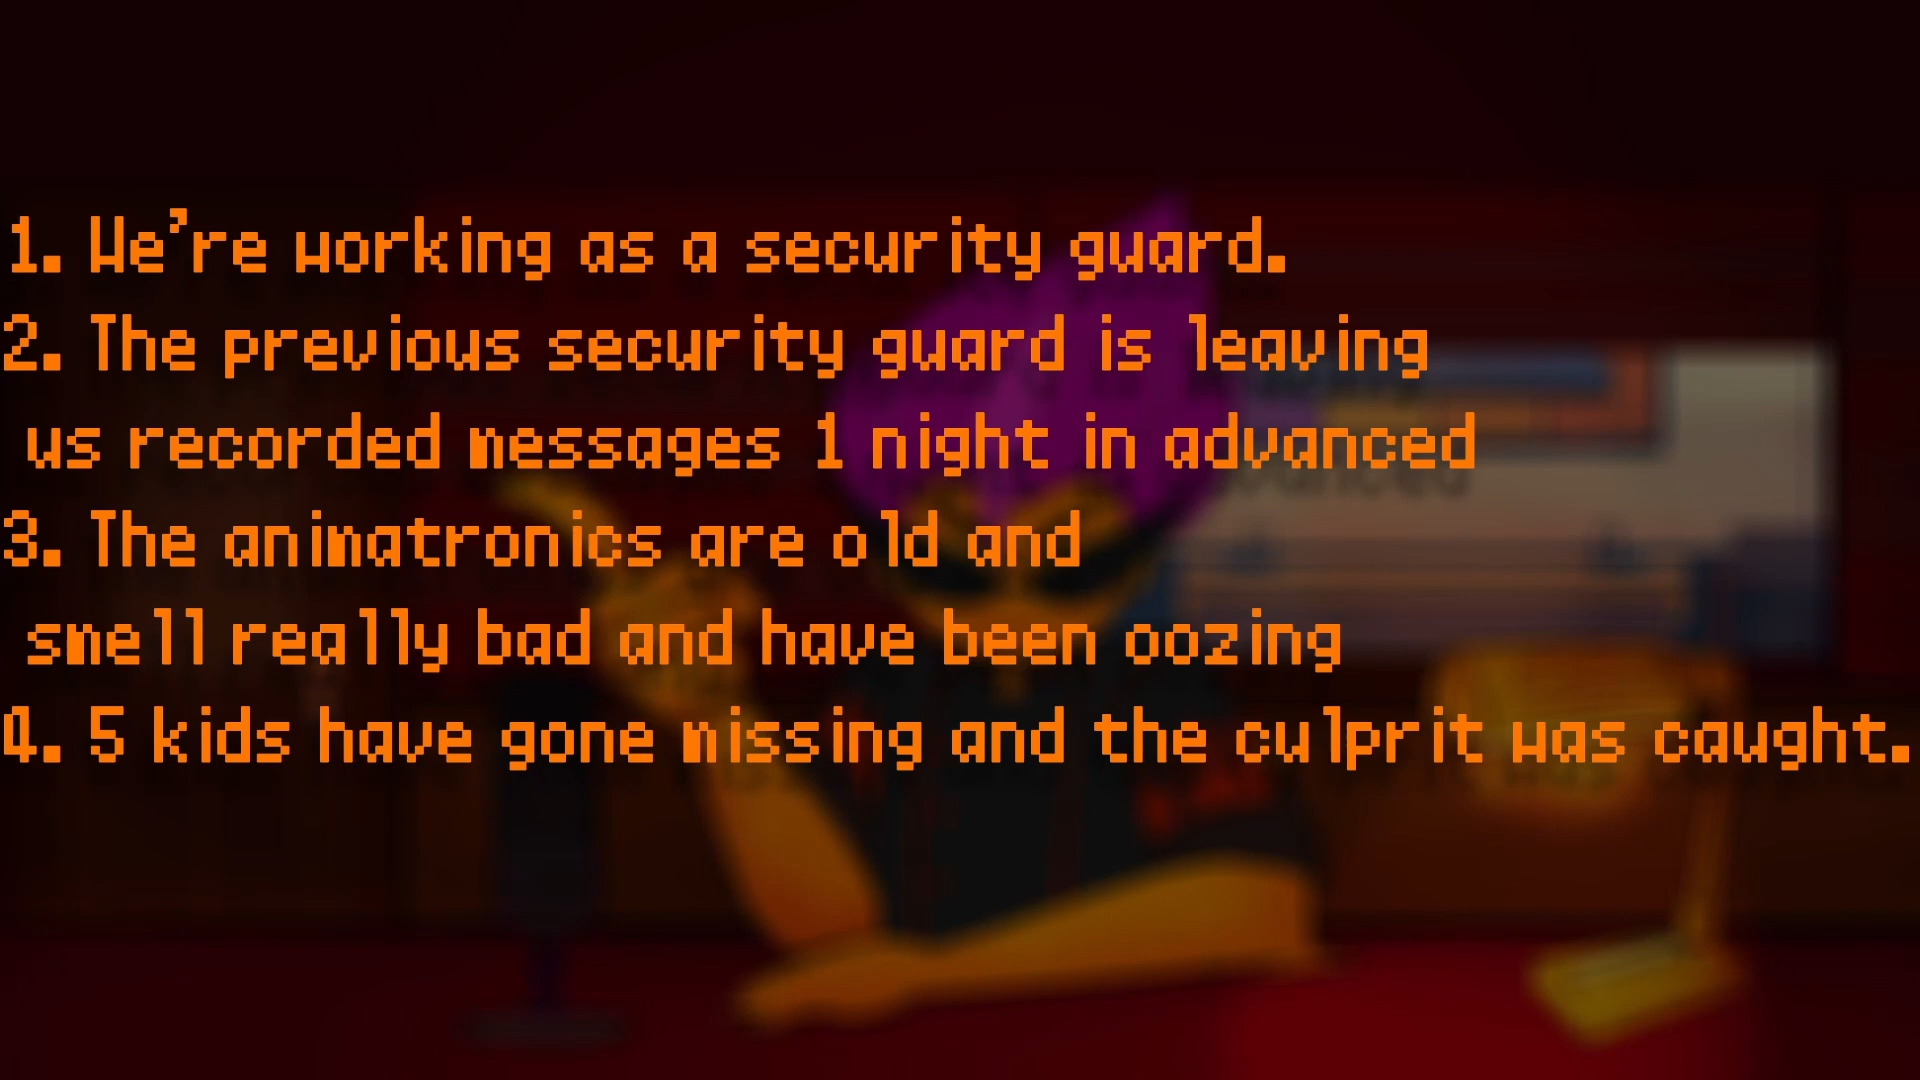 1. We're working as a security guard.
2. The previous security guard is leaving
us recorded messages 1 night in advanced
3. The animatronics are old and
smell really bad and have been oozing
4. 5 kids have gone missing and the culprit was caught.